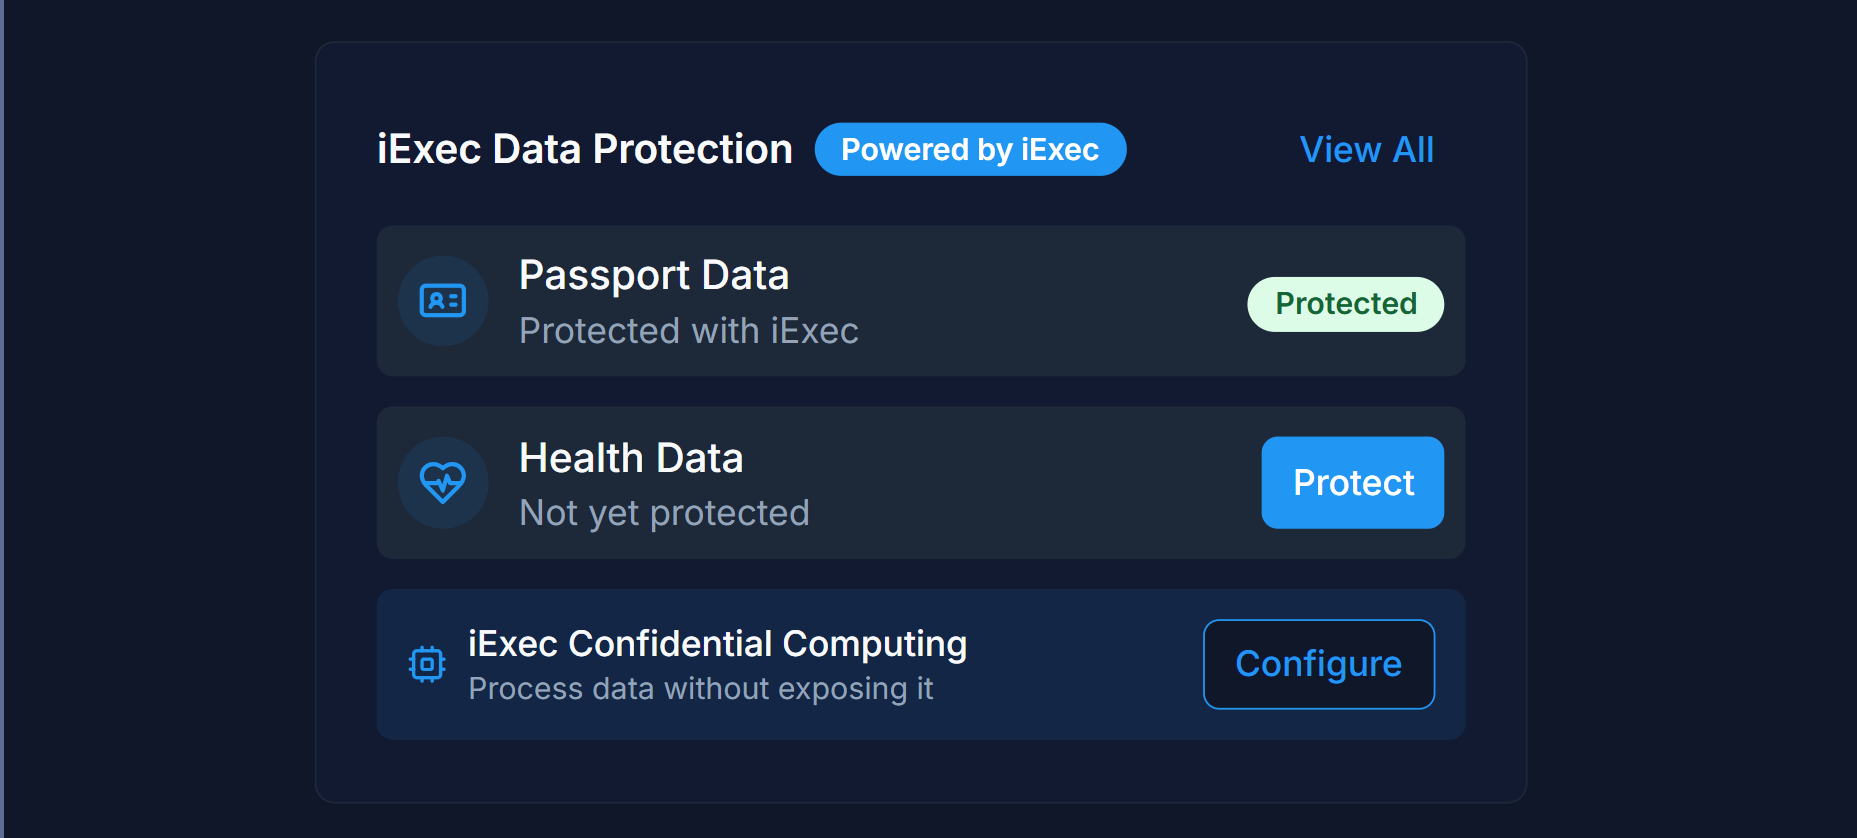 iExec Data Protection
Powered by iExec
View All
Passport Data
Protected with iExec
Protected
Health Data
Not yet protected
Protect
iExec Confidential Computing
Process data without exposing it
Configure